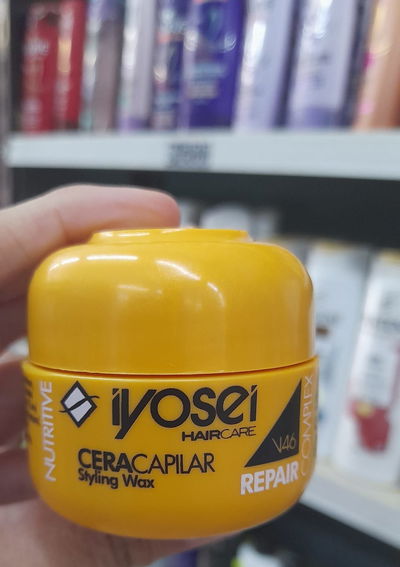 NUTRITIVE
iyosei
HAIRCARE
CERACAPILAR
Styling Wax
V46
REPAIR
COMPLEX